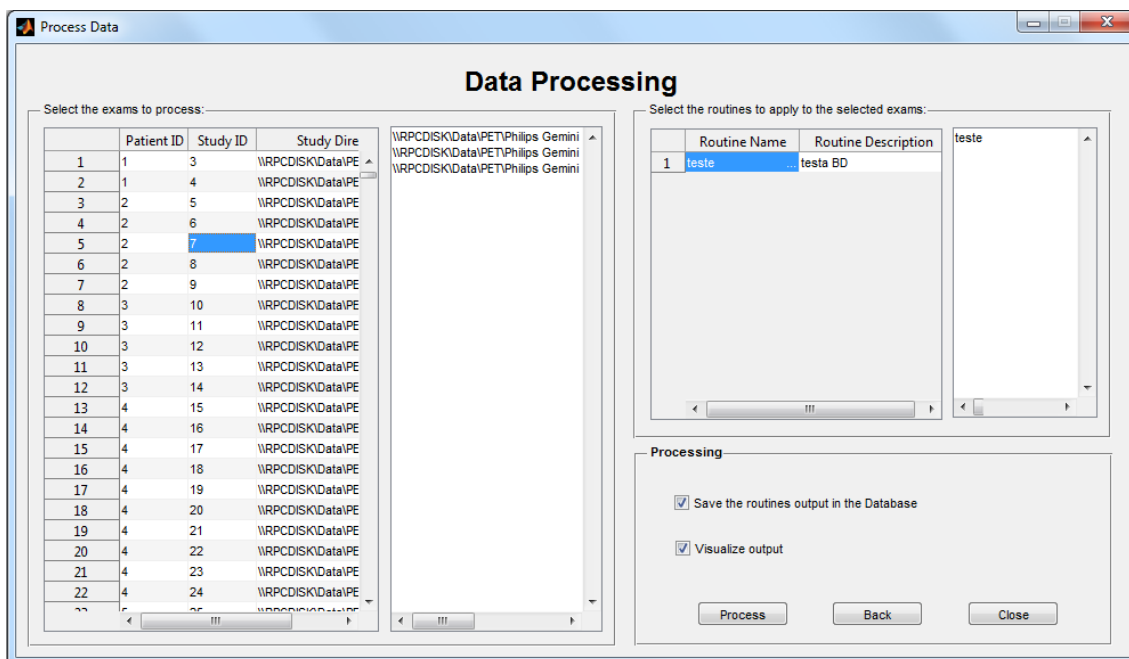 Process Data
Data Processing
Select the exams to process:
Patient ID Study ID Study Dire
1 1 3 \\RPCDISK\Data\PE
2 1 4 \\RPCDISK\Data\PE
3 2 5 \\RPCDISK\Data\PE
4 2 6 \\RPCDISK\Data\PE
5 2 7 \\RPCDISK\Data\PE
6 2 8 \\RPCDISK\Data\PE
7 2 9 \\RPCDISK\Data\PE
8 3 10 \\RPCDISK\Data\PE
9 3 11 \\RPCDISK\Data\PE
10 3 12 \\RPCDISK\Data\PE
11 3 13 \\RPCDISK\Data\PE
12 3 14 \\RPCDISK\Data\PE
13 4 15 \\RPCDISK\Data\PE
14 4 16 \\RPCDISK\Data\PE
15 4 17 \\RPCDISK\Data\PE
16 4 18 \\RPCDISK\Data\PE
17 4 19 \\RPCDISK\Data\PE
18 4 20 \\RPCDISK\Data\PE
19 4 21 \\RPCDISK\Data\PE
20 4 22 \\RPCDISK\Data\PE
21 4 23 \\RPCDISK\Data\PE
22 4 24 \\RPCDISK\Data\PE
\\RPCDISK\Data\PET\Philips Gemini
\\RPCDISK\Data\PET\Philips Gemini
\\RPCDISK\Data\PET\Philips Gemini
Select the routines to apply to the selected exams:
Routine Name Routine Description
1 teste ... testa BD
teste
Processing
Save the routines output in the Database
Visualize output
Process Back Close